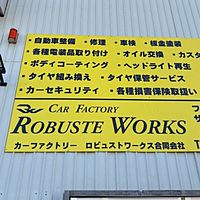 ・自動車整備 ・修理 ・車検 ・板金塗装
・各種電装品取り付け ・オイル交換 ・カス
・ボディコーティング ・ヘッドライト再生
・タイヤ組み換え ・タイヤ保管サービス
・カーセキュリティ ・各種損害保険取扱い
CAR FACTORY
ROBUSTE WORKS
カーファクトリー ロビュストワークス合同会社